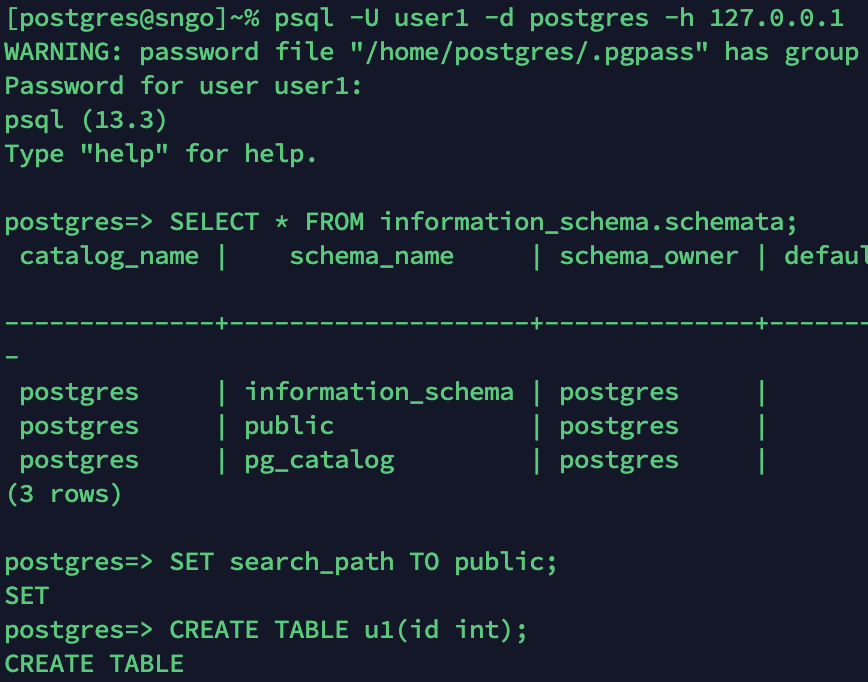 [postgres@sngo]~% psql -U user1 -d postgres -h 127.0.0.1
WARNING: password file "/home/postgres/.pgpass" has group
Password for user user1:
psql (13.3)
Type "help" for help.
postgres=> SELECT * FROM information_schema.schemata;
 catalog_name |    schema_name     | schema_owner | defaul
--------------+--------------------+--------------+-------
-
 postgres     | information_schema | postgres     |
 postgres     | public             | postgres     |
 postgres     | pg_catalog         | postgres     |
(3 rows)
postgres=> SET search_path TO public;
SET
postgres=> CREATE TABLE u1(id int);
CREATE TABLE